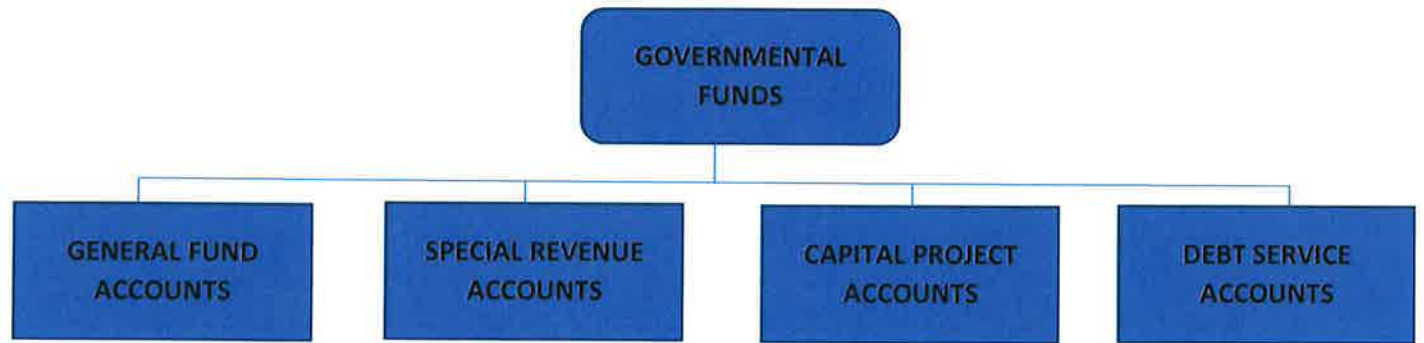 GOVERNMENTAL
FUNDS
GENERAL FUND
ACCOUNTS
SPECIAL REVENUE
ACCOUNTS
CAPITAL PROJECT
ACCOUNTS
DEBT SERVICE
ACCOUNTS